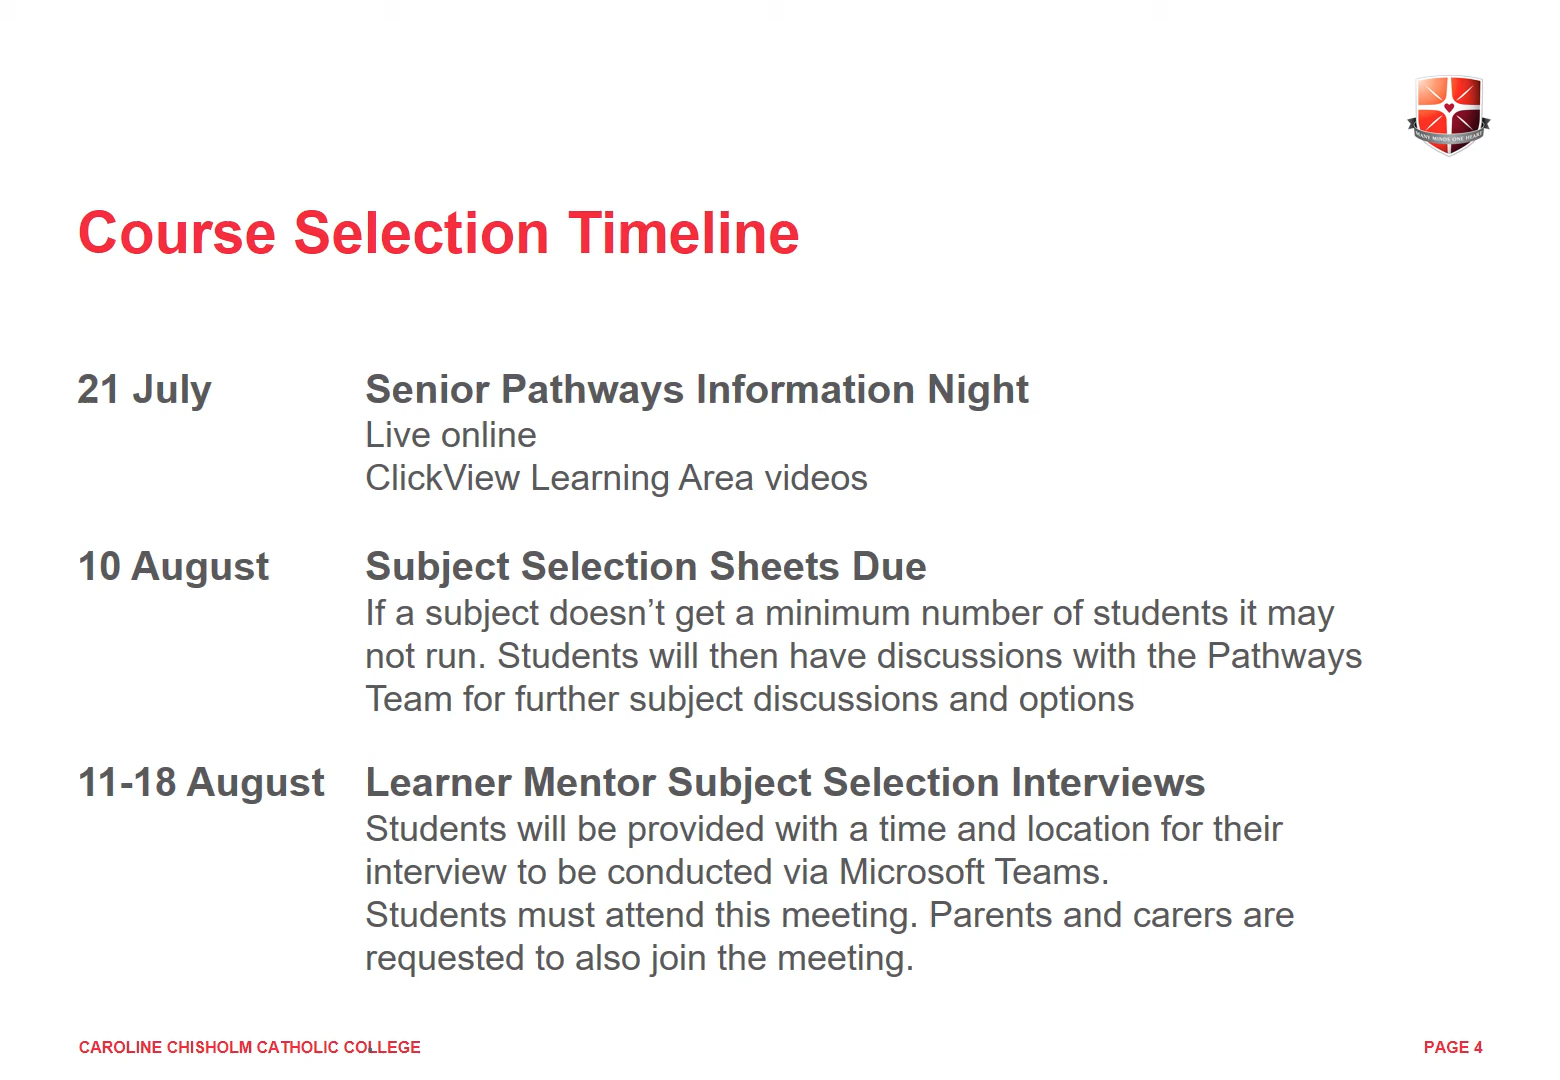 MANY MINDS ONE HEART
Course Selection Timeline
21 July
Senior Pathways Information Night
Live online
ClickView Learning Area videos
10 August
Subject Selection Sheets Due
If a subject doesn’t get a minimum number of students it may
not run. Students will then have discussions with the Pathways
Team for further subject discussions and options
11-18 August
Learner Mentor Subject Selection Interviews
Students will be provided with a time and location for their
interview to be conducted via Microsoft Teams.
Students must attend this meeting. Parents and carers are
requested to also join the meeting.
CAROLINE CHISHOLM CATHOLIC COLLEGE
PAGE 4